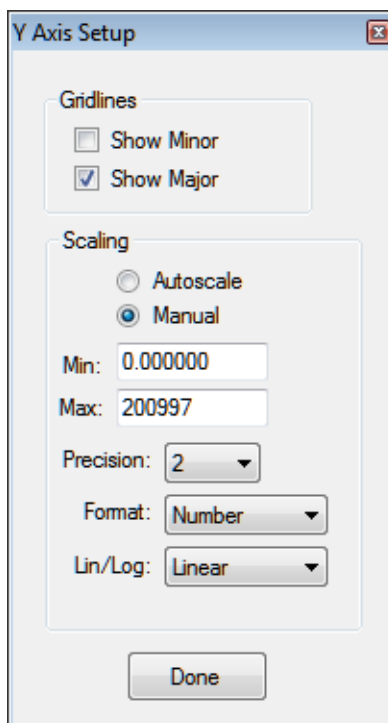 Y Axis Setup
Gridlines
Show Minor
Show Major
Scaling
Autoscale
Manual
Min: 0.000000
Max: 200997
Precision: 2
Format: Number
Lin/Log: Linear
Done